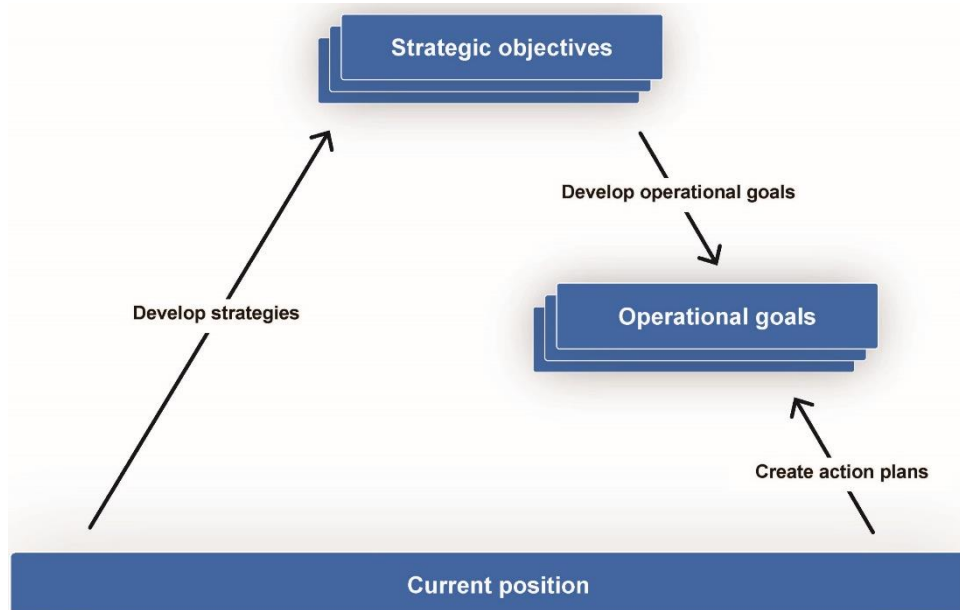 Strategic objectives
Develop operational goals
Develop strategies
Operational goals
Create action plans
Current position